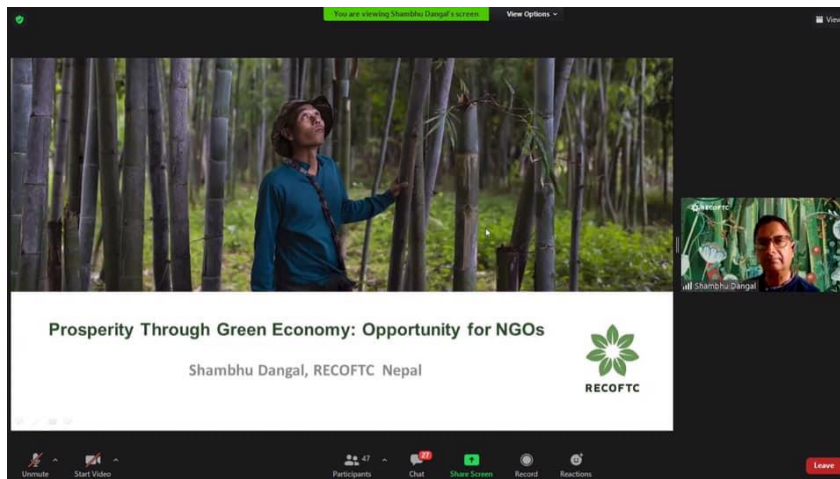 You are viewing Shambhu Dangal's screen
View Options
View
RECOFTC
Shambhu Dangal
Prosperity Through Green Economy: Opportunity for NGOs
Shambhu Dangal, RECOFTC Nepal
RECOFTC
Unmute
Start Video
47
Participants
27
Chat
Share Screen
Record
Reactions
Leave